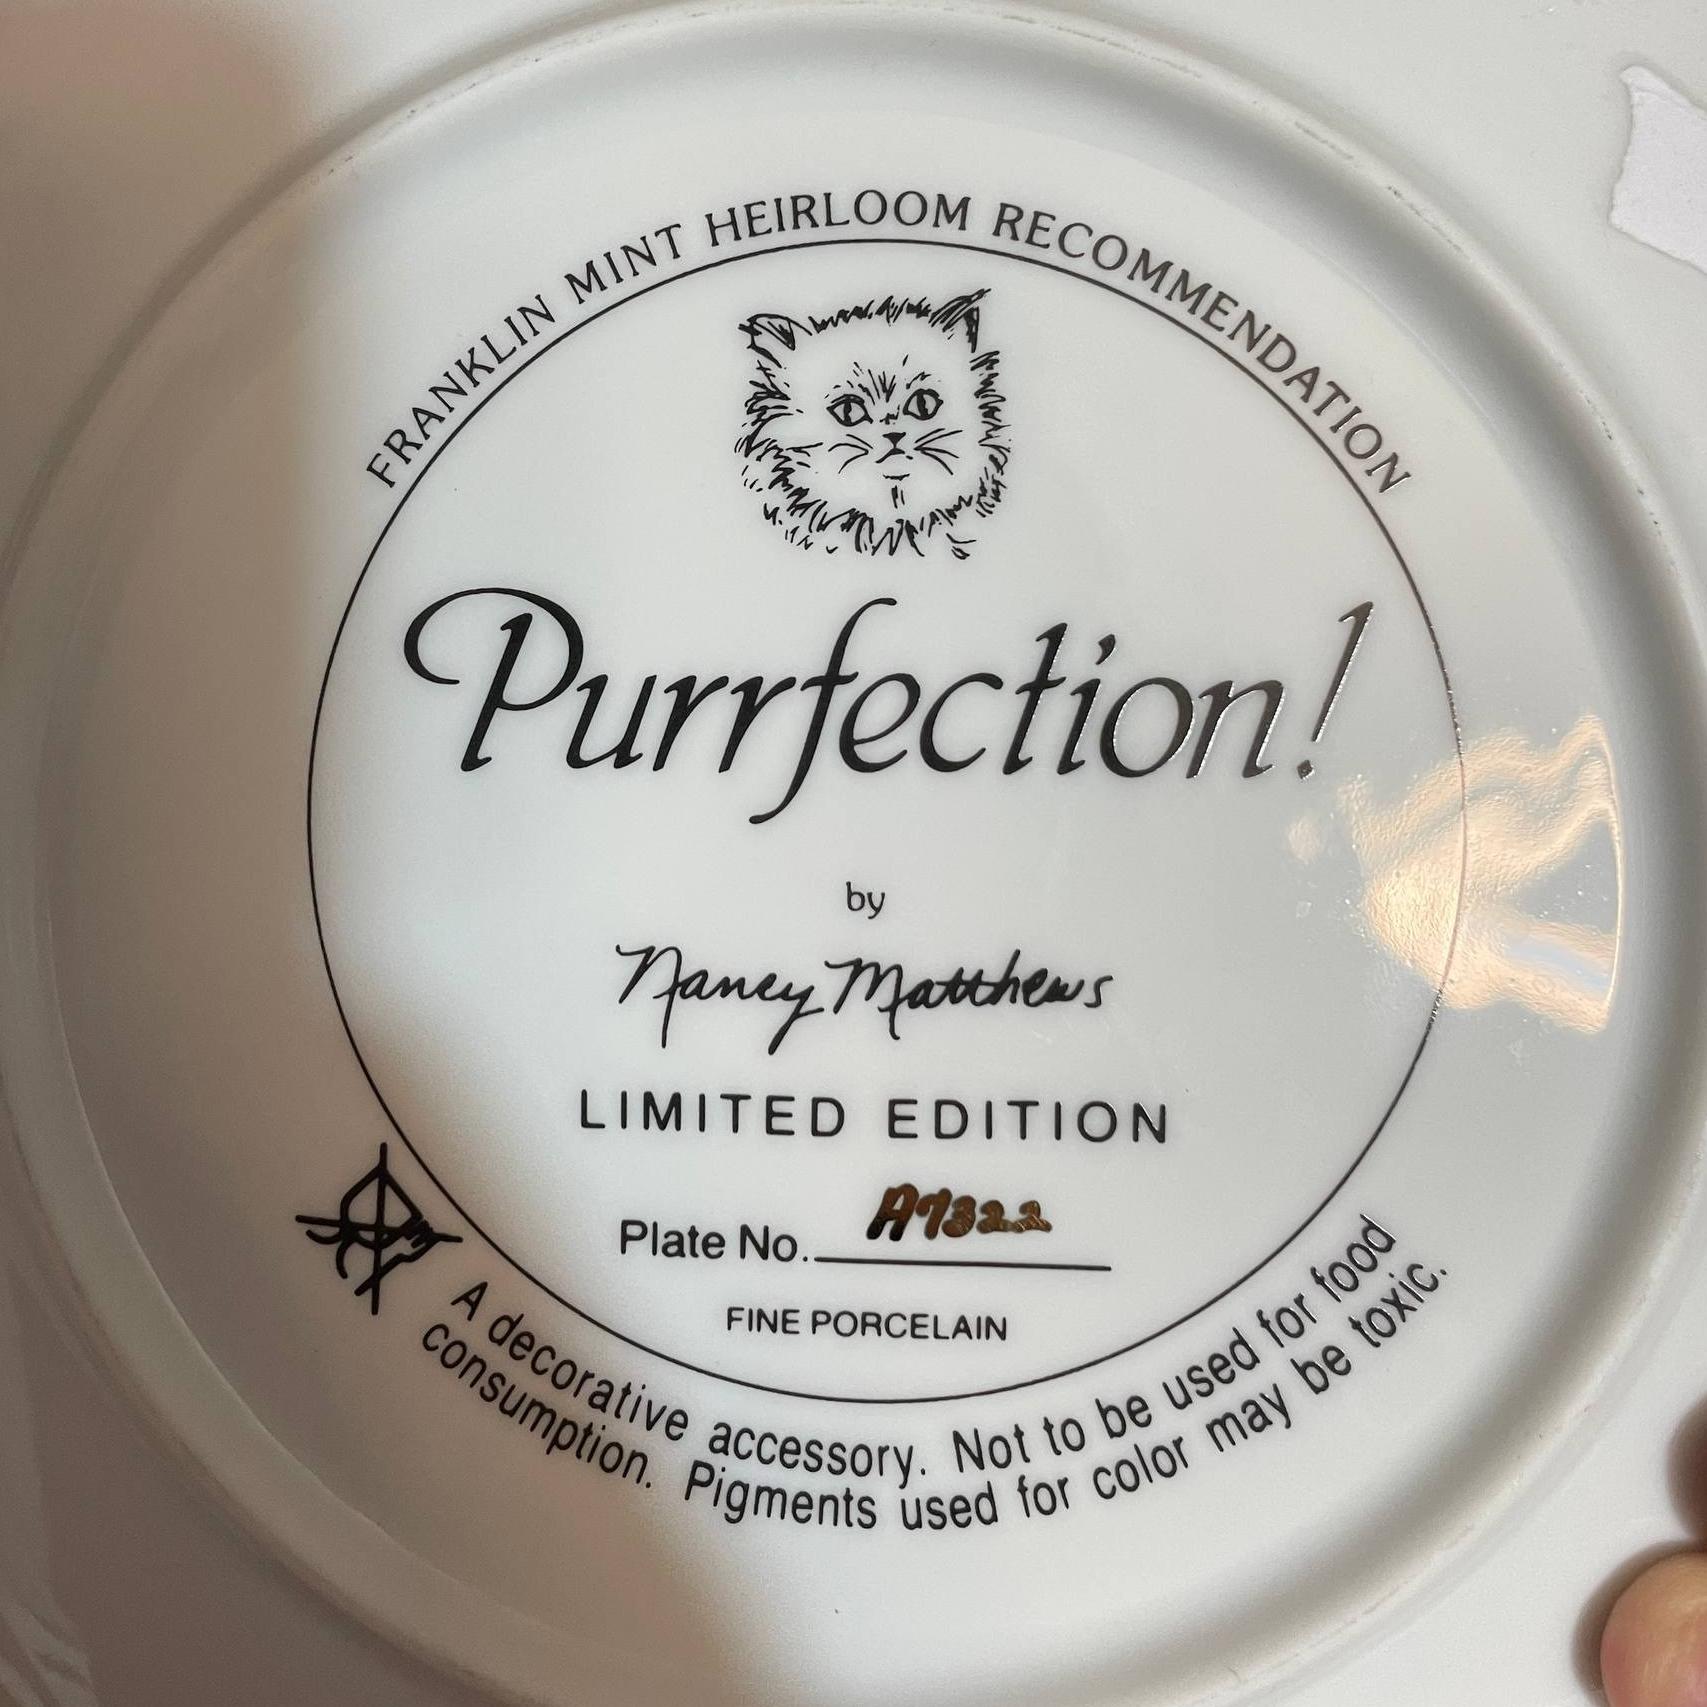 FRANKLIN MINT HEIRLOOM RECOMMENDATION
Purrfection!
by
Nancy Matthews
LIMITED EDITION
Plate No. A7322
FINE PORCELAIN
A decorative accessory. Not to be used for food
consumption. Pigments used for color may be toxic.